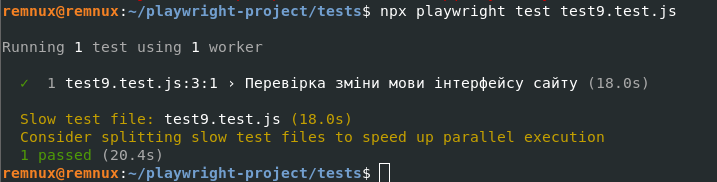 remnux@remnux:~/playwright-project/tests$ npx playwright test test9.test.js
Running 1 test using 1 worker
✓ 1 test9.test.js:3:1 › Перевірка зміни мови інтерфейсу сайту (18.0s)
Slow test file: test9.test.js (18.0s)
Consider splitting slow test files to speed up parallel execution
1 passed (20.4s)
remnux@remnux:~/playwright-project/tests$